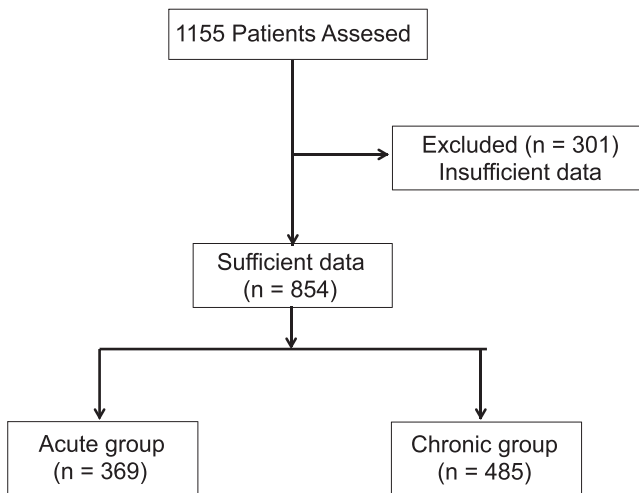 1155 Patients Assesed
Excluded (n = 301)
Insufficient data
Sufficient data
(n = 854)
Acute group
(n = 369)
Chronic group
(n = 485)